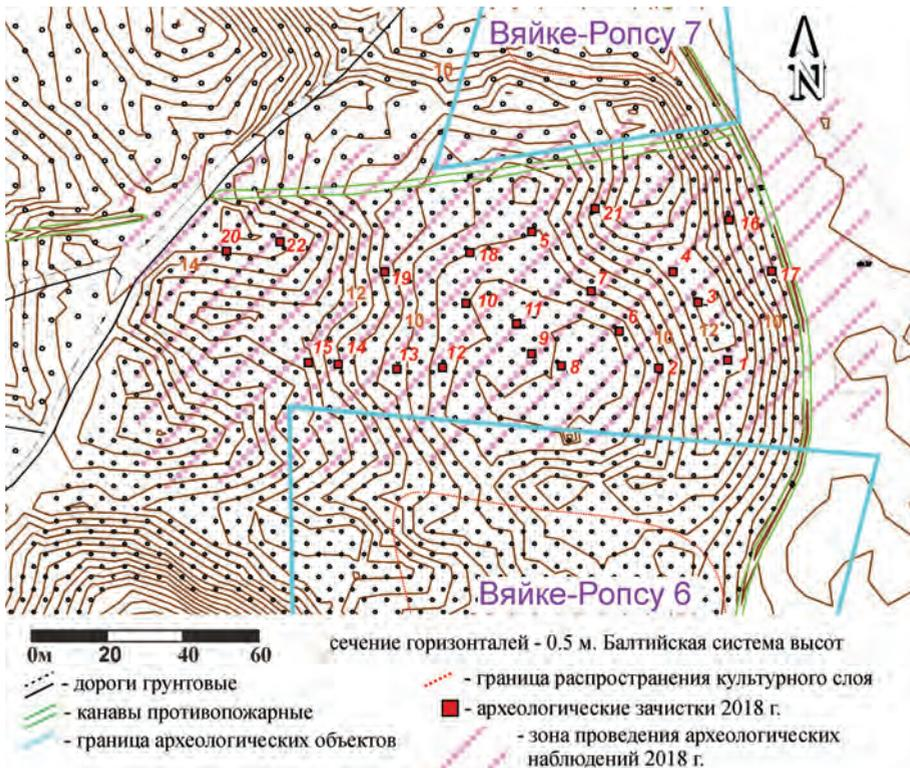 Вяйке-Ропсу 7
N
10
16
21
5
20
22
18
4
14
19
17
12
7
3
10
11
10
6
10
12
10
9
15
14
13
12
8
2
1
Вяйке-Ропсу 6
0м 20 40 60
сечение горизонталей - 0.5 м. Балтийская система высот
- дороги грунтовые
- канавы противопожарные
- граница археологических объектов
- граница распространения культурного слоя
- археологические зачистки 2018 г.
- зона проведения археологических
наблюдений 2018 г.